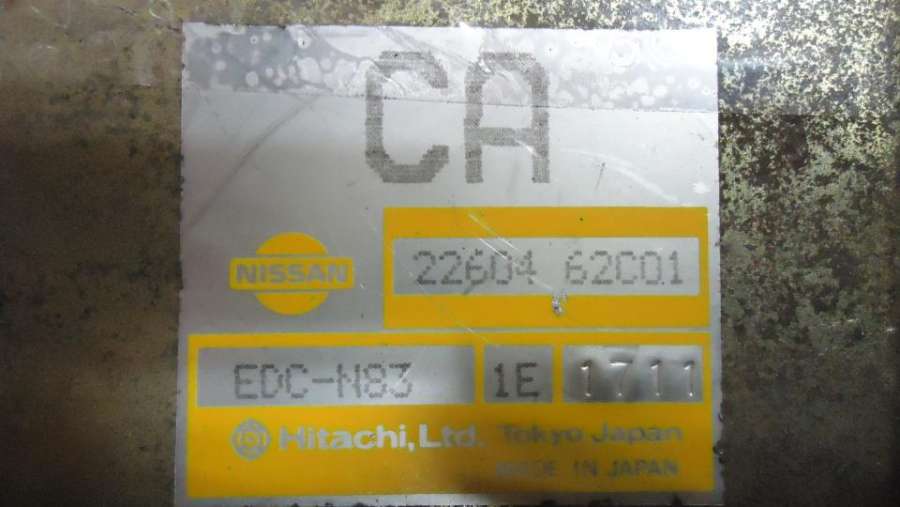 CA
NISSAN
22604 62C01
EDC-N83 1E 1711
Hitachi, Ltd. Tokyo Japan
MADE IN JAPAN